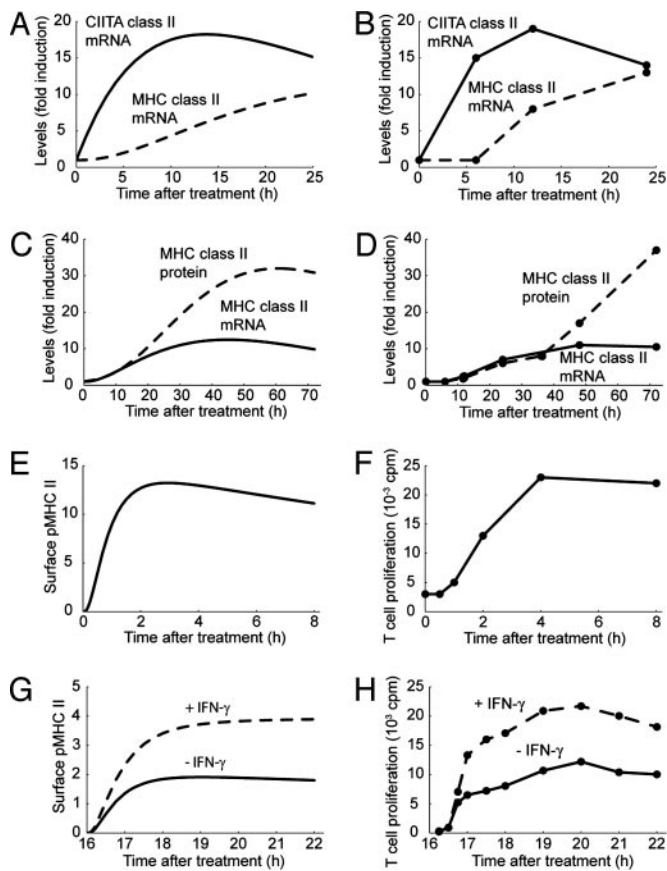 A
B
Levels (fold induction)
20
15
10
5
0
CIITA class II
mRNA
MHC class II
mRNA
0 5 10 15 20 25
Time after treatment (h)
Levels (fold induction)
20
15
10
5
0
CIITA class II
mRNA
MHC class II
mRNA
0 5 10 15 20 25
Time after treatment (h)
C
D
Levels (fold induction)
40
30
20
10
0
MHC class II
protein
MHC class II
mRNA
0 10 20 30 40 50 60 70
Time after treatment (h)
Levels (fold induction)
40
30
20
10
0
MHC class II
protein
MHC class II
mRNA
0 10 20 30 40 50 60 70
Time after treatment (h)
E
F
Surface pMHC II
15
10
5
0
0 2 4 6 8
Time after treatment (h)
T cell proliferation (10⁻³ cpm)
25
20
15
10
5
0
0 2 4 6 8
Time after treatment (h)
G
H
Surface pMHC II
5
4
3
2
1
0
+ IFN-γ
- IFN-γ
16 17 18 19 20 21 22
Time after treatment (h)
T cell proliferation (10³ cpm)
25
20
15
10
5
0
+ IFN-γ
- IFN-γ
16 17 18 19 20 21 22
Time after treatment (h)